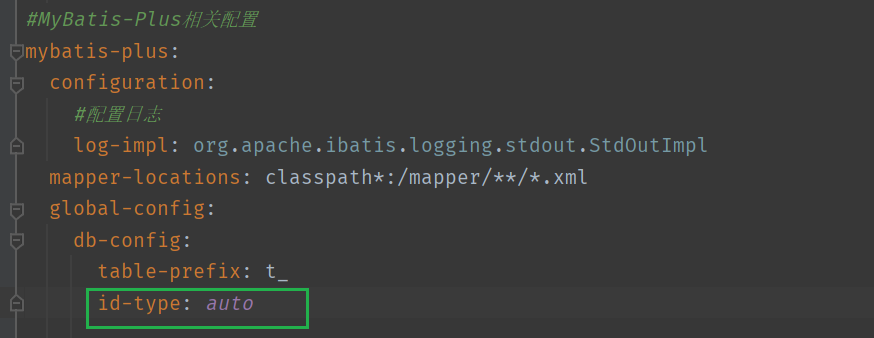 #MyBatis-Plus相关配置
mybatis-plus:
  configuration:
    #配置日志
    log-impl: org.apache.ibatis.logging.stdout.StdOutImpl
  mapper-locations: classpath*:/mapper/**/*.xml
  global-config:
    db-config:
      table-prefix: t_
      id-type: auto